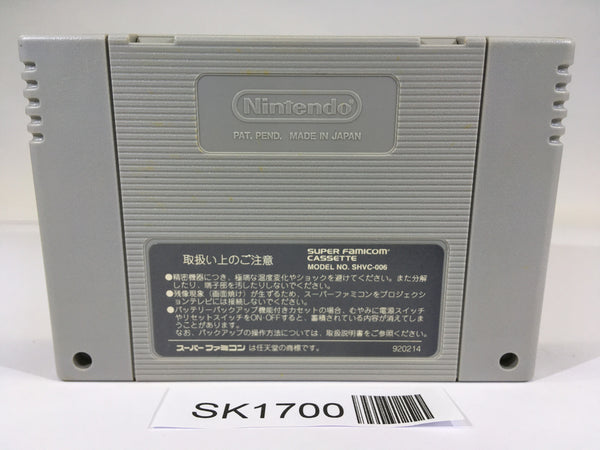 Nintendo
PAT. PEND. MADE IN JAPAN
取扱い上のご注意
SUPER FAMICOM
CASSETTE
MODEL NO. SHVC-006
●精密機器につき、極端な温度変化やショックを避けてください。また分解
したり、端子部を汚したりしないでください。
●残像現象(画面焼け)が生ずるため、スーパーファミコンをプロジェクシ
ョンテレビには接続しないでください。
●バッテリーバックアップ機能付きカセットの場合、むやみに電源スイッチ
やリセットスイッチをON・OFFすると、蓄積されている内容が消えてしま
うことがあります。
なお、バックアップの操作方法については、取扱説明書をご参照ください。
スーパーファミコン は任天堂の商標です。
920214
SK1700